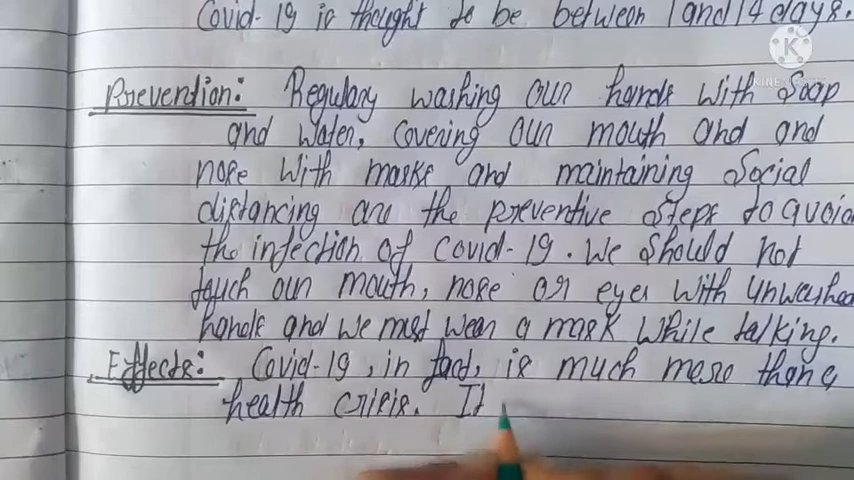 Covid-19 is thought to be between 1 and 14 days.
KINEMASTER
Prevention: Regulary washing our hands with Soap
and water, covering our mouth and and
nose with masks and maintaining Social
distancing are the preventive Steps to avoid
the infection of covid-19. We should not
touch our mouth, nose or eyes with unwashed
hands and we must wear a mask while talking.
Effects: Covid-19, in fact, is much more than a
health crisis. It